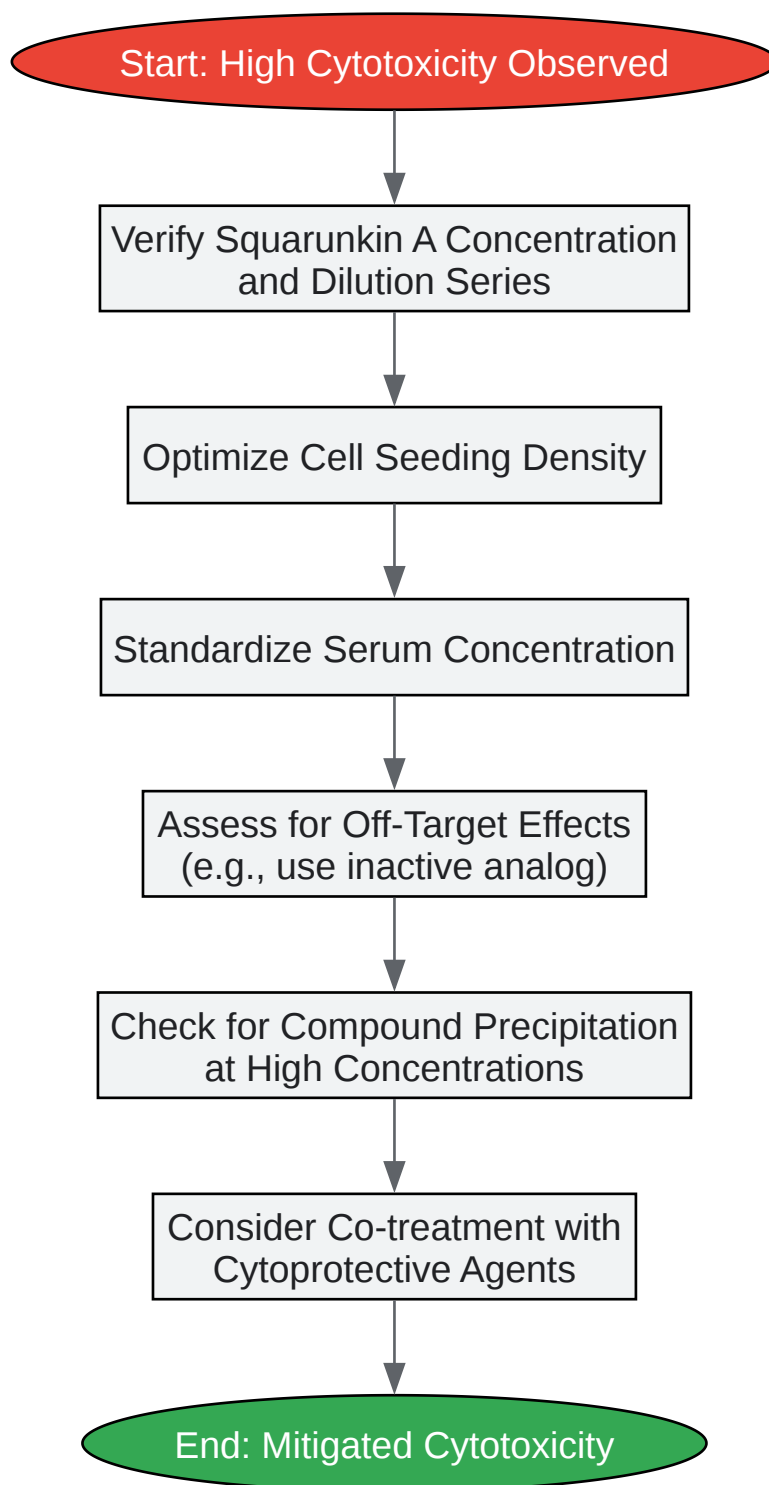 Start: High Cytotoxicity Observed
Verify Squarunkin A Concentration
and Dilution Series
Optimize Cell Seeding Density
Standardize Serum Concentration
Assess for Off-Target Effects
(e.g., use inactive analog)
Check for Compound Precipitation
at High Concentrations
Consider Co-treatment with
Cytoprotective Agents
End: Mitigated Cytotoxicity